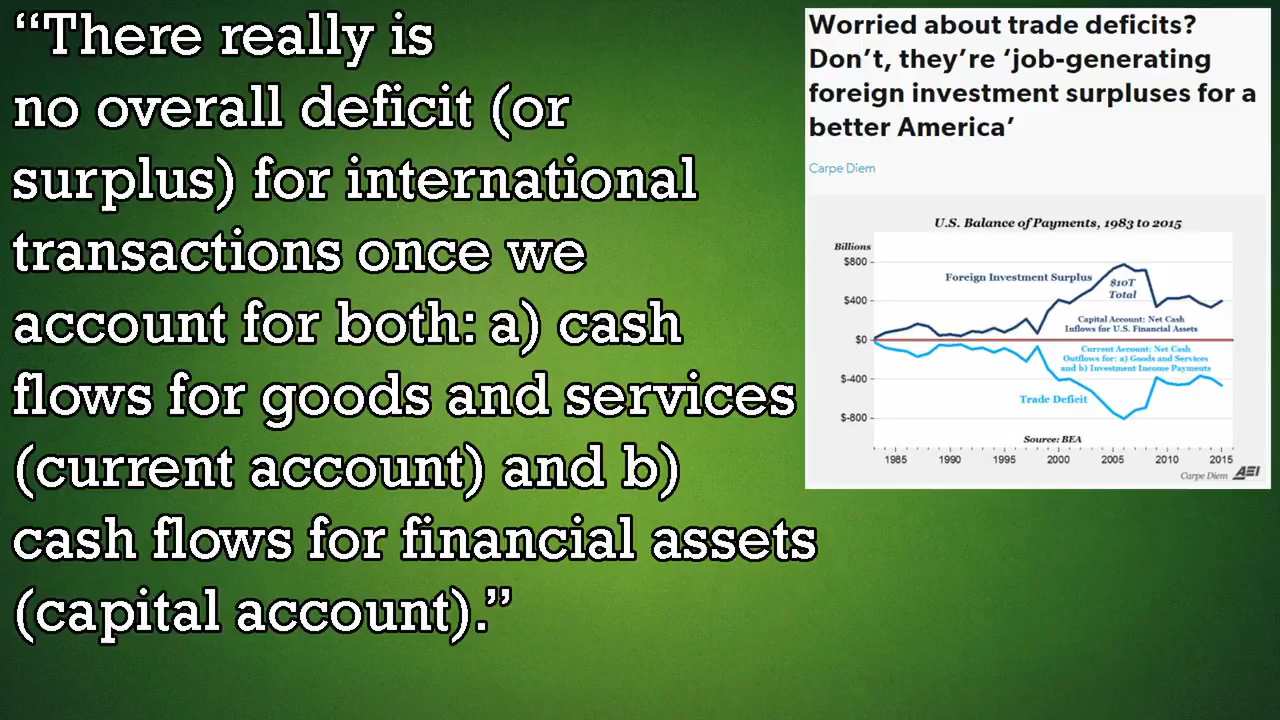 “There really is
no overall deficit (or
surplus) for international
transactions once we
account for both: a) cash
flows for goods and services
(current account) and b)
cash flows for financial assets
(capital account).”
Worried about trade deficits?
Don’t, they’re ‘job-generating
foreign investment surpluses for a
better America’
Carpe Diem
U.S. Balance of Payments, 1983 to 2015
Billions
$800
$400
$0
$-400
$-800
Foreign Investment Surplus
$10T
Total
Capital Account: Net Cash
Inflows for U.S. Financial Assets
Current Account: Net Cash
Outflows for: a) Goods and Services
and b) Investment Income Payments
Trade Deficit
Source: BEA
1985 1990 1995 2000 2005 2010 2015
Carpe Diem AEI